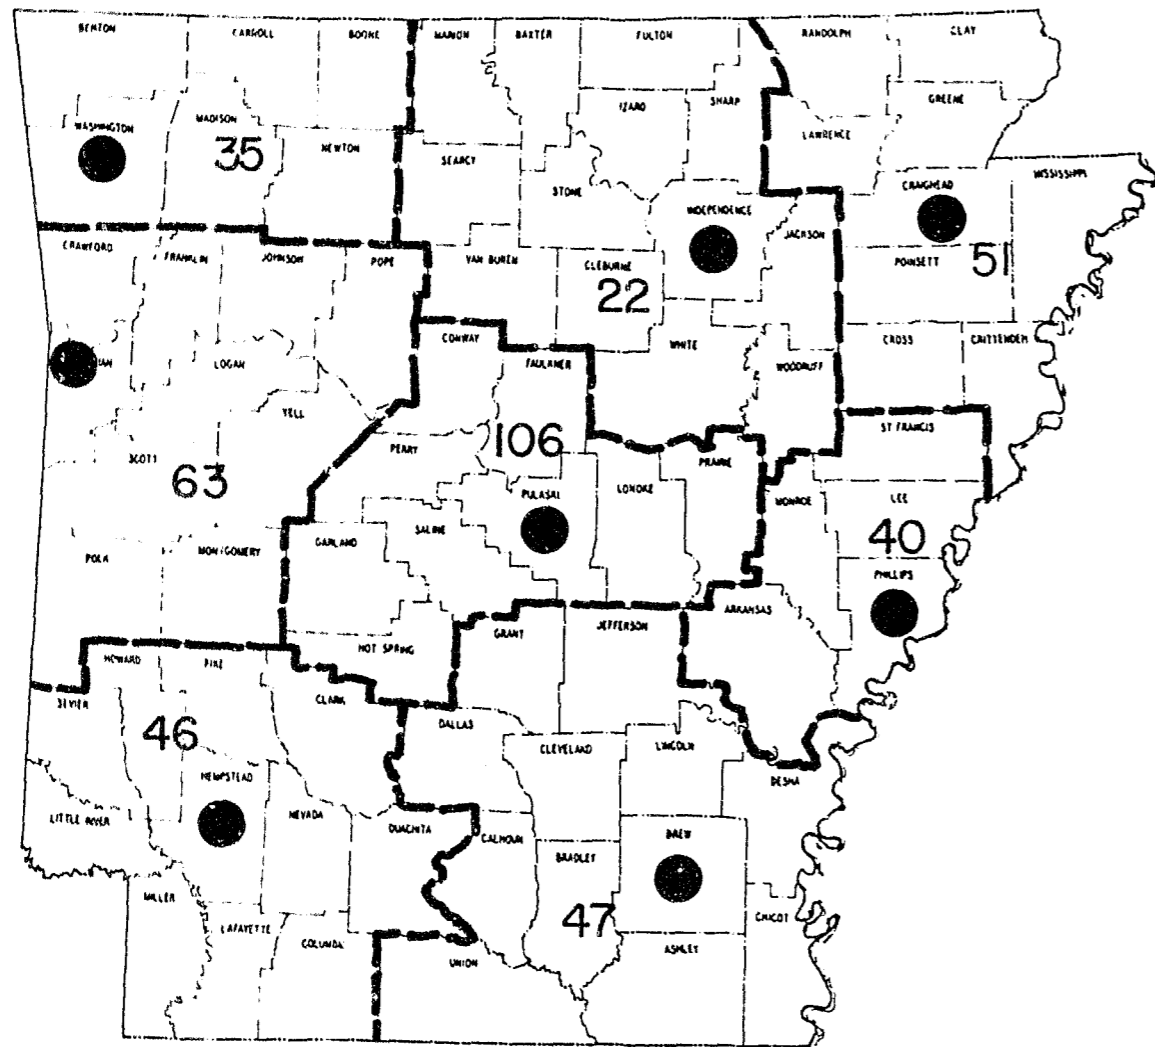 BENTON
CARROLL
BOONE
MARION
BAXTER
FULTON
RANDOLPH
CLAY
IZARD
SHARP
GREENE
WASHINGTON
MADISON
35
NEWTON
SEARCY
LAWRENCE
STONE
CRAIGHEAD
MISSISSIPPI
INDEPENDENCE
JACKSON
CRAWFORD
FRANKLIN
JOHNSON
POPE
VAN BUREN
CLEBURNE
22
POINSETT
51
CONWAY
FAULKNER
WHITE
WOODRUFF
CROSS
CRITTENDEN
IAN
LOGAN
YELL
ST FRANCIS
SCOTT
63
PERRY
106
PRAIRIE
PULASKI
LONOKE
MONROE
LEE
40
SALINE
GARLAND
POLK
MONTGOMERY
PHILLIPS
ARKANSAS
GRANT
JEFFERSON
HOT SPRING
HOWARD
PIKE
SEVIER
CLARK
DALLAS
46
CLEVELAND
LINCOLN
DESHA
HEMPSTEAD
LITTLE RIVER
NEVADA
OUACHITA
CALHOUN
BREW
BRADLEY
MILLER
LAFAYETTE
COLUMBIA
47
CHICOT
UNION
ASHLEY